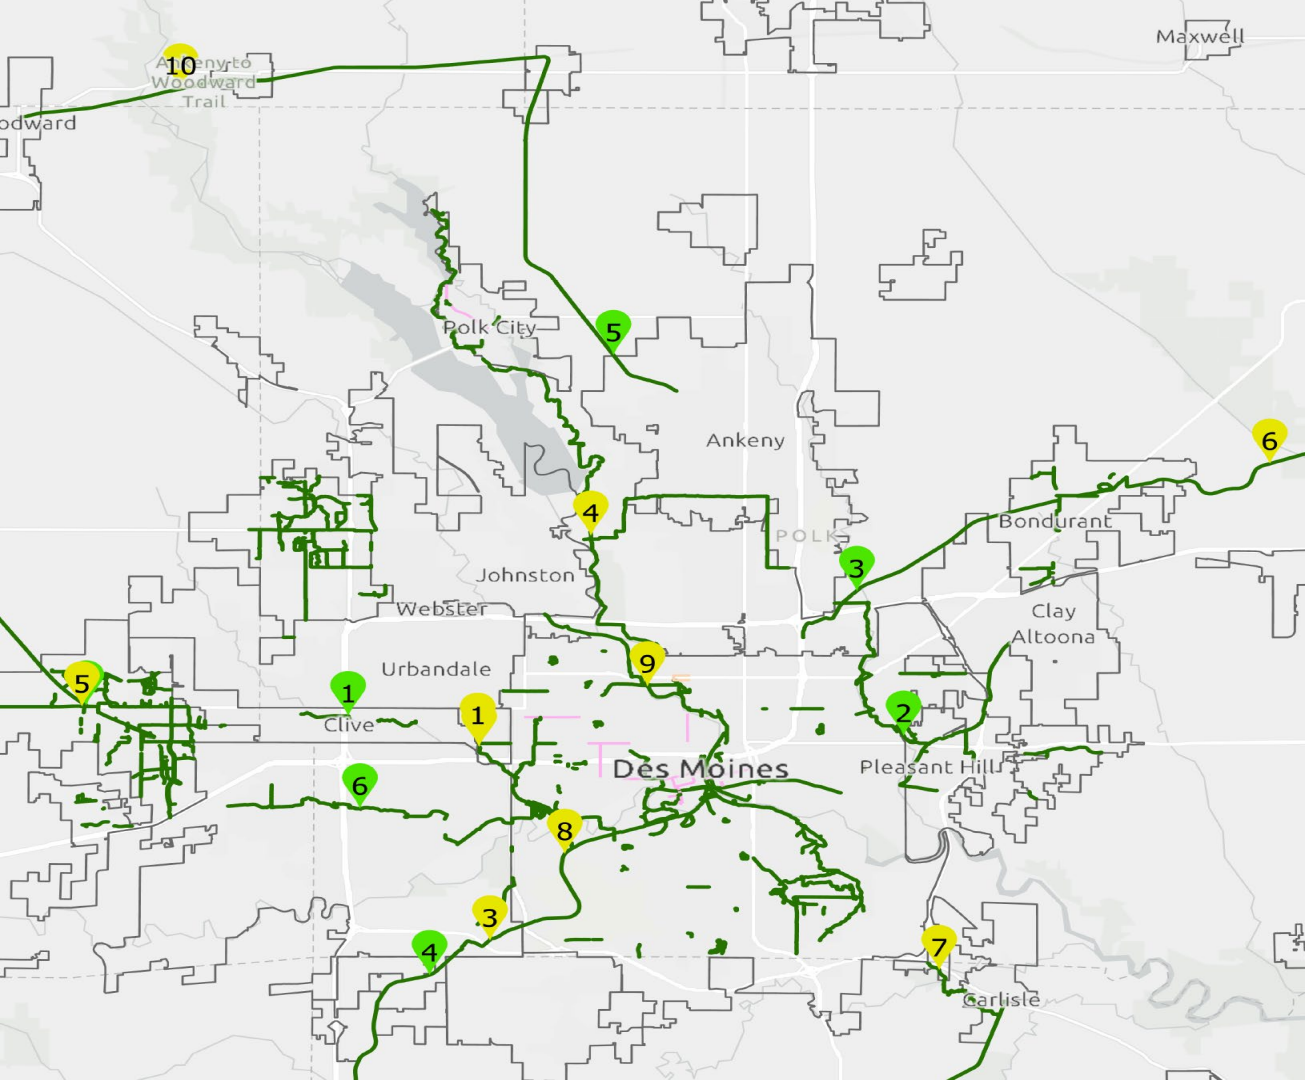 Maxwell
10
Ankeny to
Woodward
Trail
odward
5
Polk City
6
Ankeny
4
Bondurant
POLK
3
Johnston
Webster
Clay
Altoona
9
Urbandale
5
1
2
1
Clive
Des Moines
Pleasant Hill
6
8
3
4
7
Carlisle